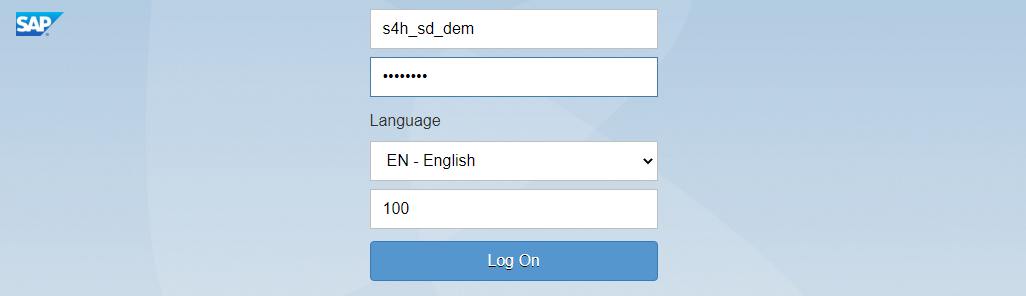 SAP
s4h_sd_dem
••••••••
Language
EN - English
100
Log On